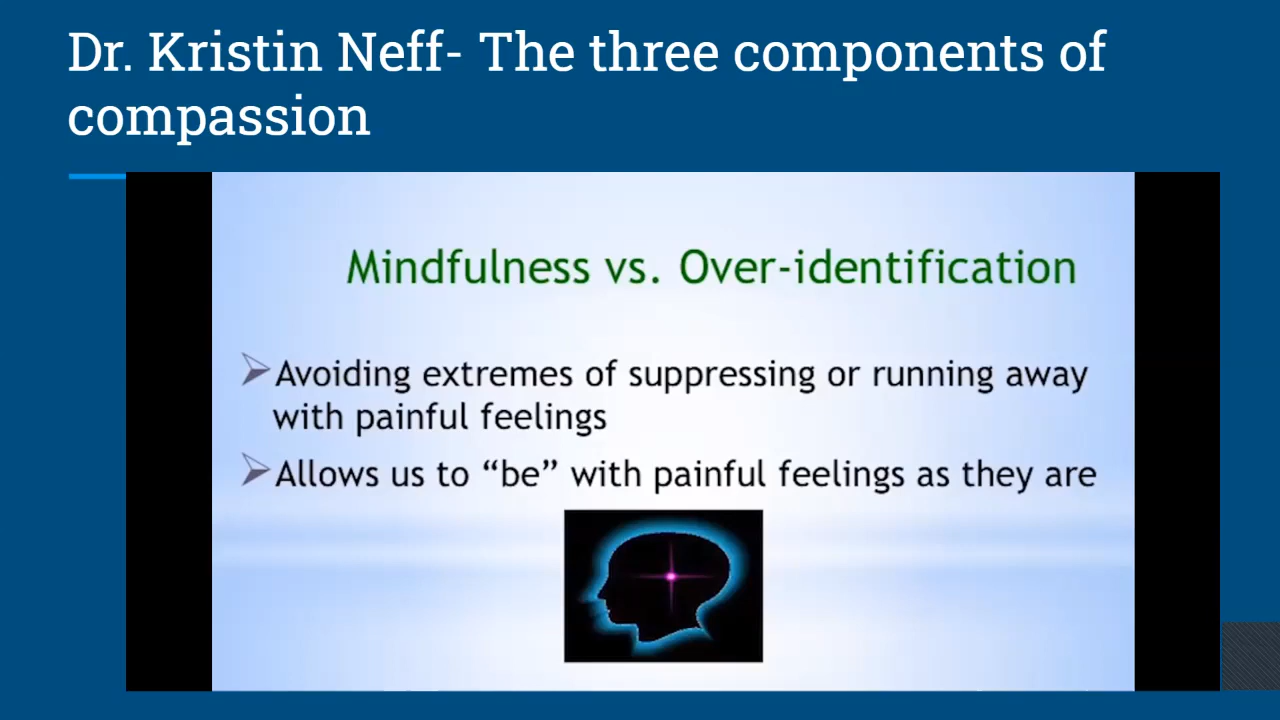 Dr. Kristin Neff- The three components of
compassion
Mindfulness vs. Over-identification
Avoiding extremes of suppressing or running away
with painful feelings
Allows us to “be” with painful feelings as they are